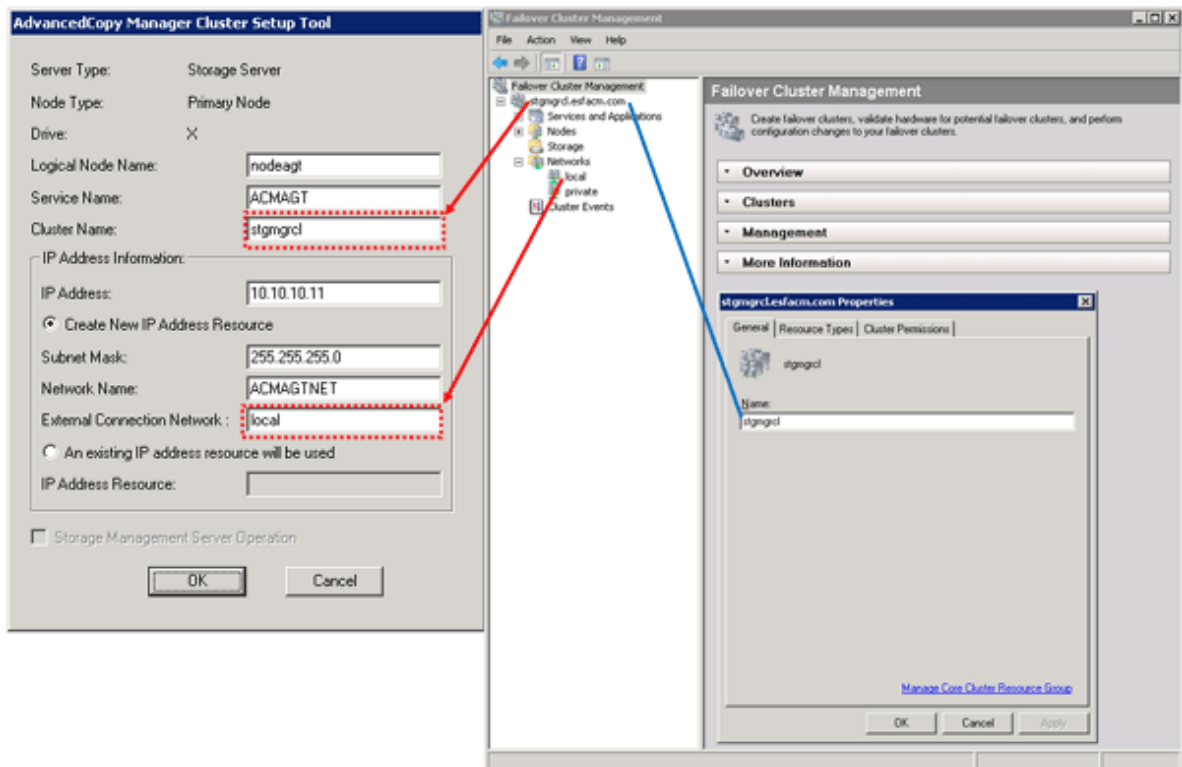 AdvancedCopy Manager Cluster Setup Tool
Server Type: Storage Server
Node Type: Primary Node
Drive: X
Logical Node Name: nodeagt
Service Name: ACMAGT
Cluster Name: stgmgrcl
IP Address Information:
IP Address: 10.10.10.11
Create New IP Address Resource
Subnet Mask: 255.255.255.0
Network Name: ACMAGTNET
External Connection Network : local
An existing IP address resource will be used
IP Address Resource:
Storage Management Server Operation
OK Cancel
Failover Cluster Management
File Action View Help
Failover Cluster Management
stgmgrcl.esfacm.com
Services and Applications
Nodes
Storage
Networks
local
private
Cluster Events
Failover Cluster Management
Create failover clusters, validate hardware for potential failover clusters, and perform
configuration changes to your failover clusters.
Overview
Clusters
Management
More Information
stgmgrcl.esfacm.com Properties
General Resource Types Cluster Permissions
stgmgrcl
Name:
stgmgrcl
Manage Core Cluster Resource Group
OK Cancel Apply